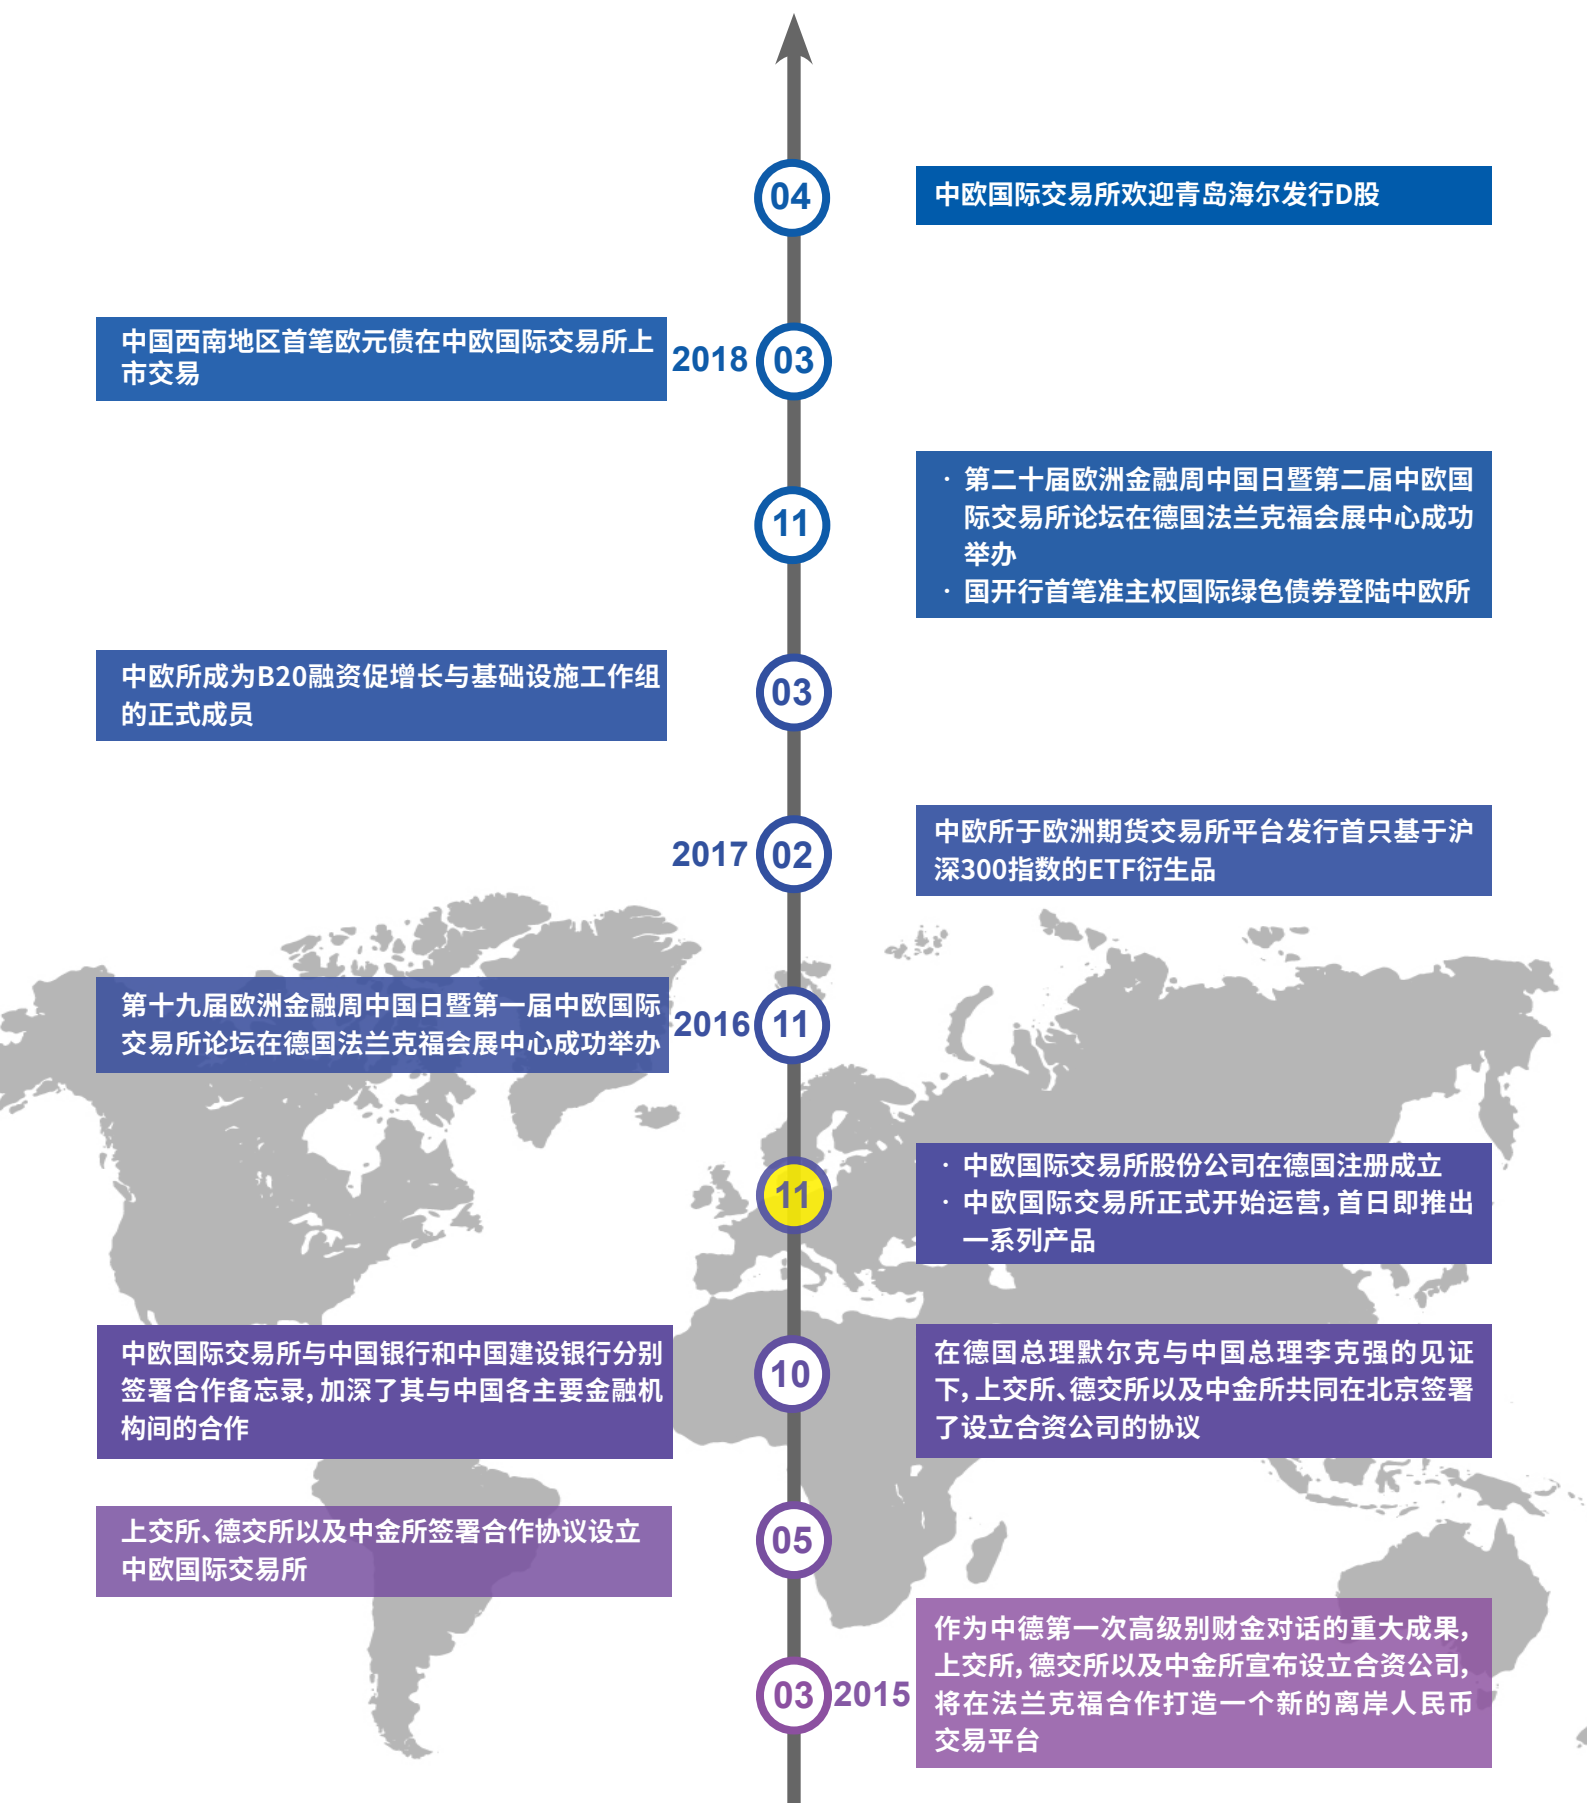 04
中欧国际交易所欢迎青岛海尔发行D股
中国西南地区首笔欧元债在中欧国际交易所上
市交易
2018
03
11
· 第二十届欧洲金融周中国日暨第二届中欧国
际交易所论坛在德国法兰克福会展中心成功
举办
· 国开行首笔准主权国际绿色债券登陆中欧所
中欧所成为B20融资促增长与基础设施工作组
的正式成员
03
2017
02
中欧所于欧洲期货交易所平台发行首只基于沪
深300指数的ETF衍生品
第十九届欧洲金融周中国日暨第一届中欧国际
交易所论坛在德国法兰克福会展中心成功举办
2016
11
11
· 中欧国际交易所股份公司在德国注册成立
· 中欧国际交易所正式开始运营，首日即推出
一系列产品
中欧国际交易所与中国银行和中国建设银行分别
签署合作备忘录，加深了其与中国各主要金融机
构间的合作
10
在德国总理默尔克与中国总理李克强的见证
下，上交所、德交所以及中金所共同在北京签署
了设立合资公司的协议
上交所、德交所以及中金所签署合作协议设立
中欧国际交易所
05
03
2015
作为中德第一次高级别财金对话的重大成果，
上交所，德交所以及中金所宣布设立合资公司，
将在法兰克福合作打造一个新的离岸人民币
交易平台